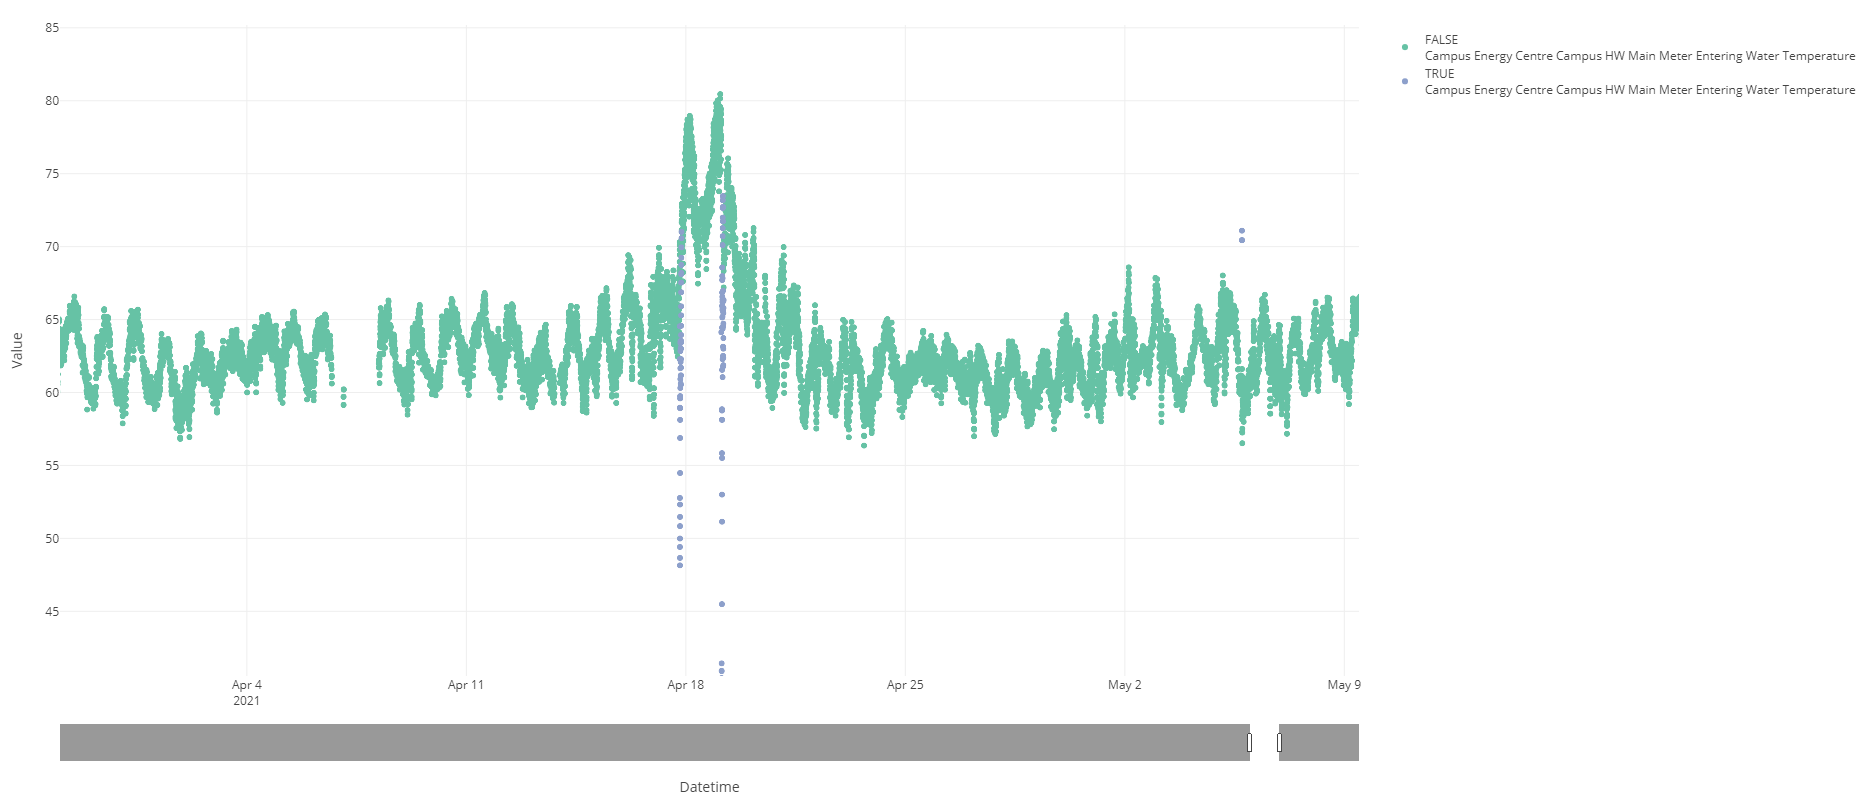 85
80
75
70
65
60
55
50
45
Value
Apr 4
2021
Apr 11
Apr 18
Apr 25
May 2
May 9
Datetime
FALSE
Campus Energy Centre Campus HW Main Meter Entering Water Temperature
TRUE
Campus Energy Centre Campus HW Main Meter Entering Water Temperature